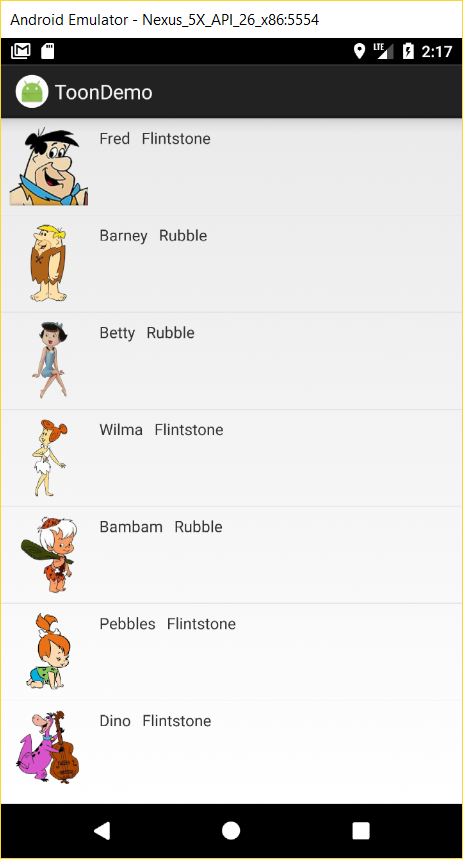 Android Emulator - Nexus_5X_API_26_x86:5554
LTE 2:17
ToonDemo
Fred Flintstone
Barney Rubble
Betty Rubble
Wilma Flintstone
Bambam Rubble
Pebbles Flintstone
Dino Flintstone